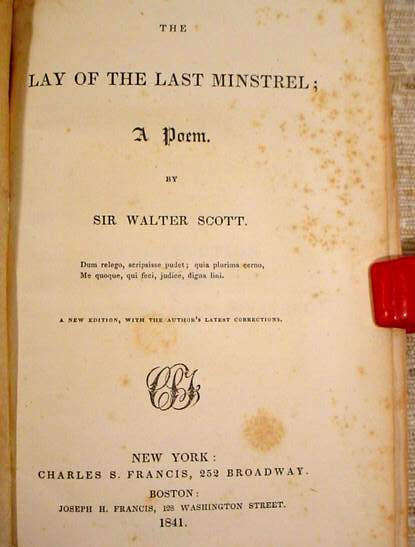 THE
LAY OF THE LAST MINSTREL;
A Poem.
BY
SIR WALTER SCOTT.
Dum relego, scripsisse pudet; quia plurima cerno,
Me quoque, qui feci, judice, digna lini.
A NEW EDITION, WITH THE AUTHOR'S LATEST CORRECTIONS.
NEW YORK:
CHARLES S. FRANCIS, 252 BROADWAY.
BOSTON:
JOSEPH H. FRANCIS, 128 WASHINGTON STREET.
1841.